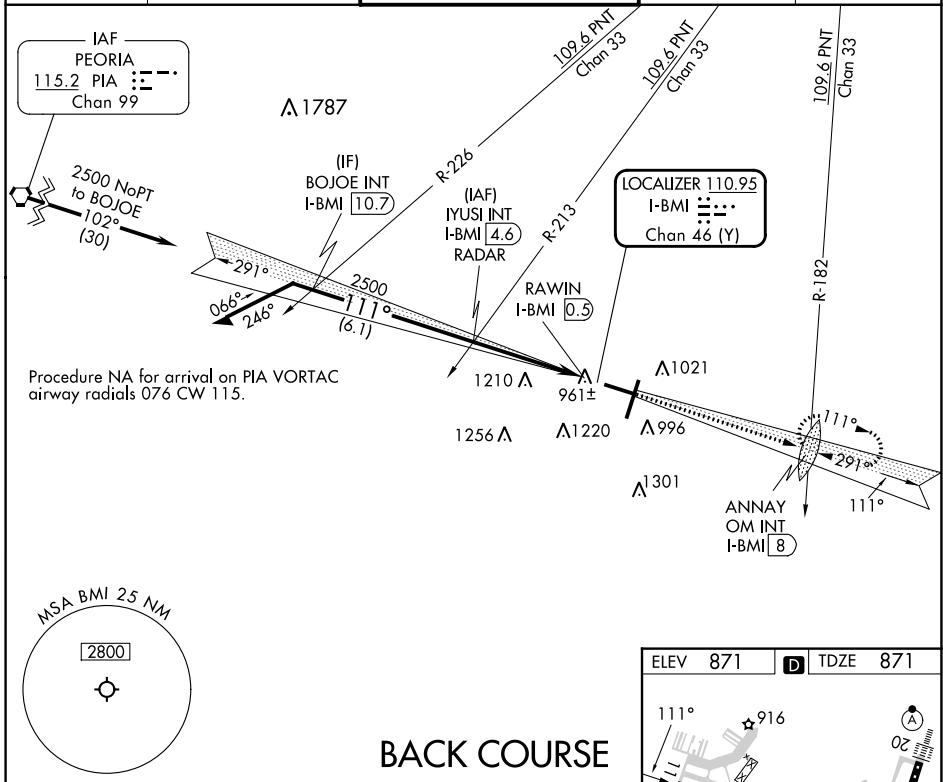 IAF
PEORIA
115.2 PIA
Chan 99
1787
109.6 PNT
Chan 33
109.6 PNT
Chan 33
109.6 PNT
Chan 33
R-226
R-213
R-182
2500 NoPT
to BOJOE
102°
(30)
(IF)
BOJOE INT
I-BMI 10.7
(IAF)
IYUSI INT
I-BMI 4.6
RADAR
LOCALIZER 110.95
I-BMI
Chan 46 (Y)
RAWIN
I-BMI 0.5
291°
066°
246°
2500
111°
(6.1)
Procedure NA for arrival on PIA VORTAC
airway radials 076 CW 115.
1210
961±
1021
1256
1220
996
1301
111°
291°
111°
ANNAY
OM INT
I-BMI 8
MSA BMI 25 NM
2800
BACK COURSE
ELEV 871 D TDZE 871
111°
916
A
20
11